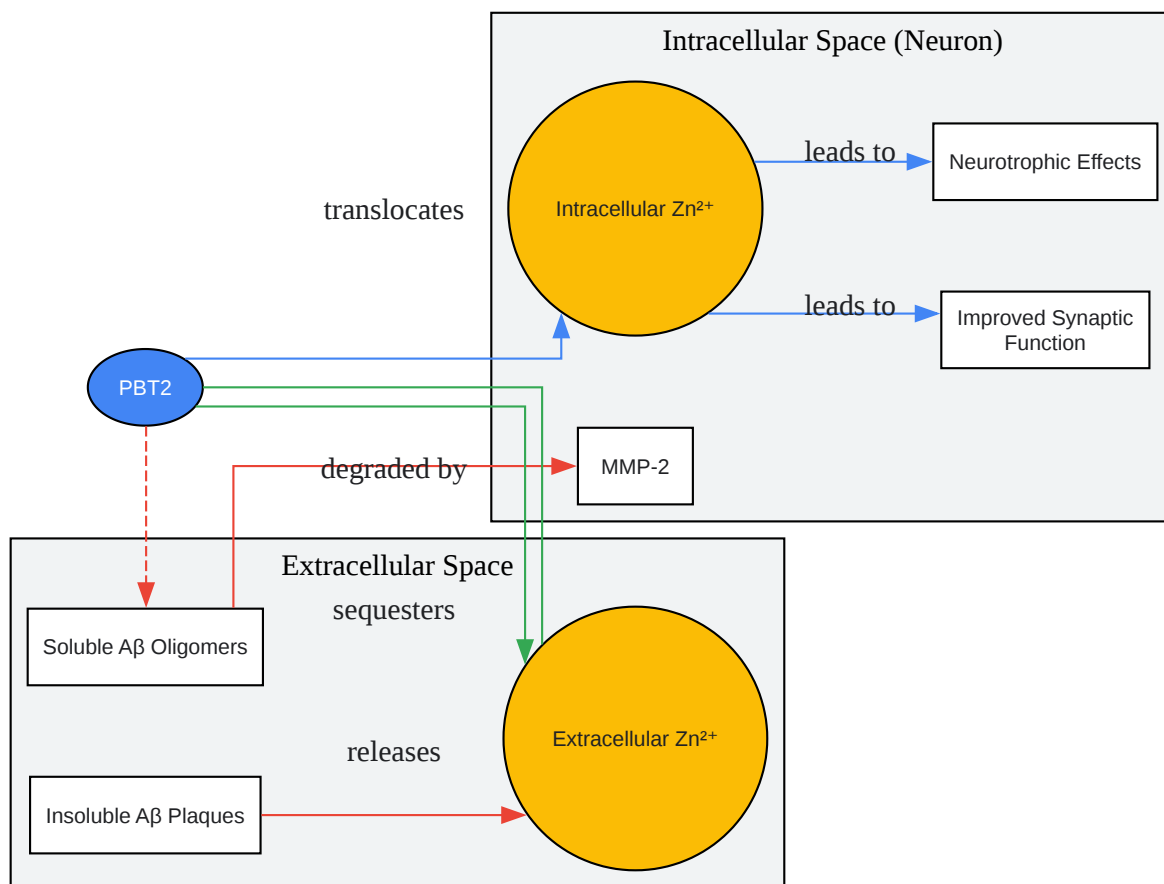 Intracellular Space (Neuron)
leads to
Neurotrophic Effects
Intracellular Zn²⁺
translocates
leads to
Improved Synaptic
Function
PBT2
degraded by
MMP-2
Extracellular Space
sequesters
Soluble Aβ Oligomers
Extracellular Zn²⁺
releases
Insoluble Aβ Plaques